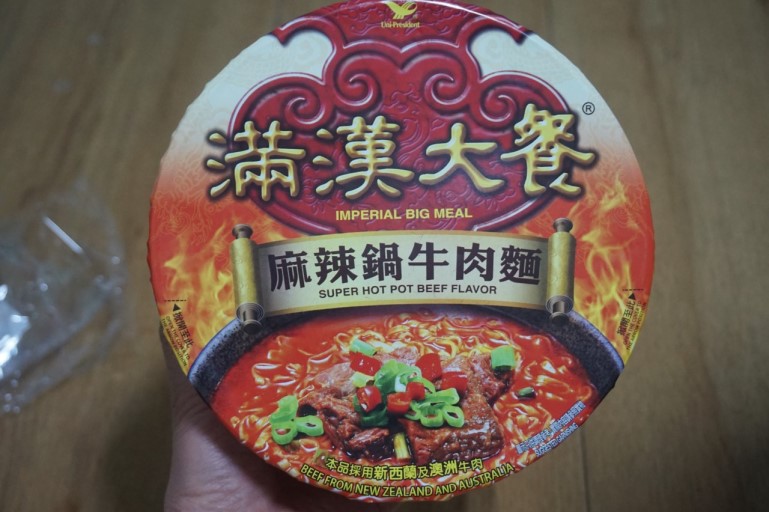 Uni-President
滿漢大餐
®
IMPERIAL BIG MEAL
麻辣鍋牛肉麵
SUPER HOT POT BEEF FLAVOR
本品採用新西蘭及澳洲牛肉
BEEF FROM NEW ZEALAND AND AUSTRALIA